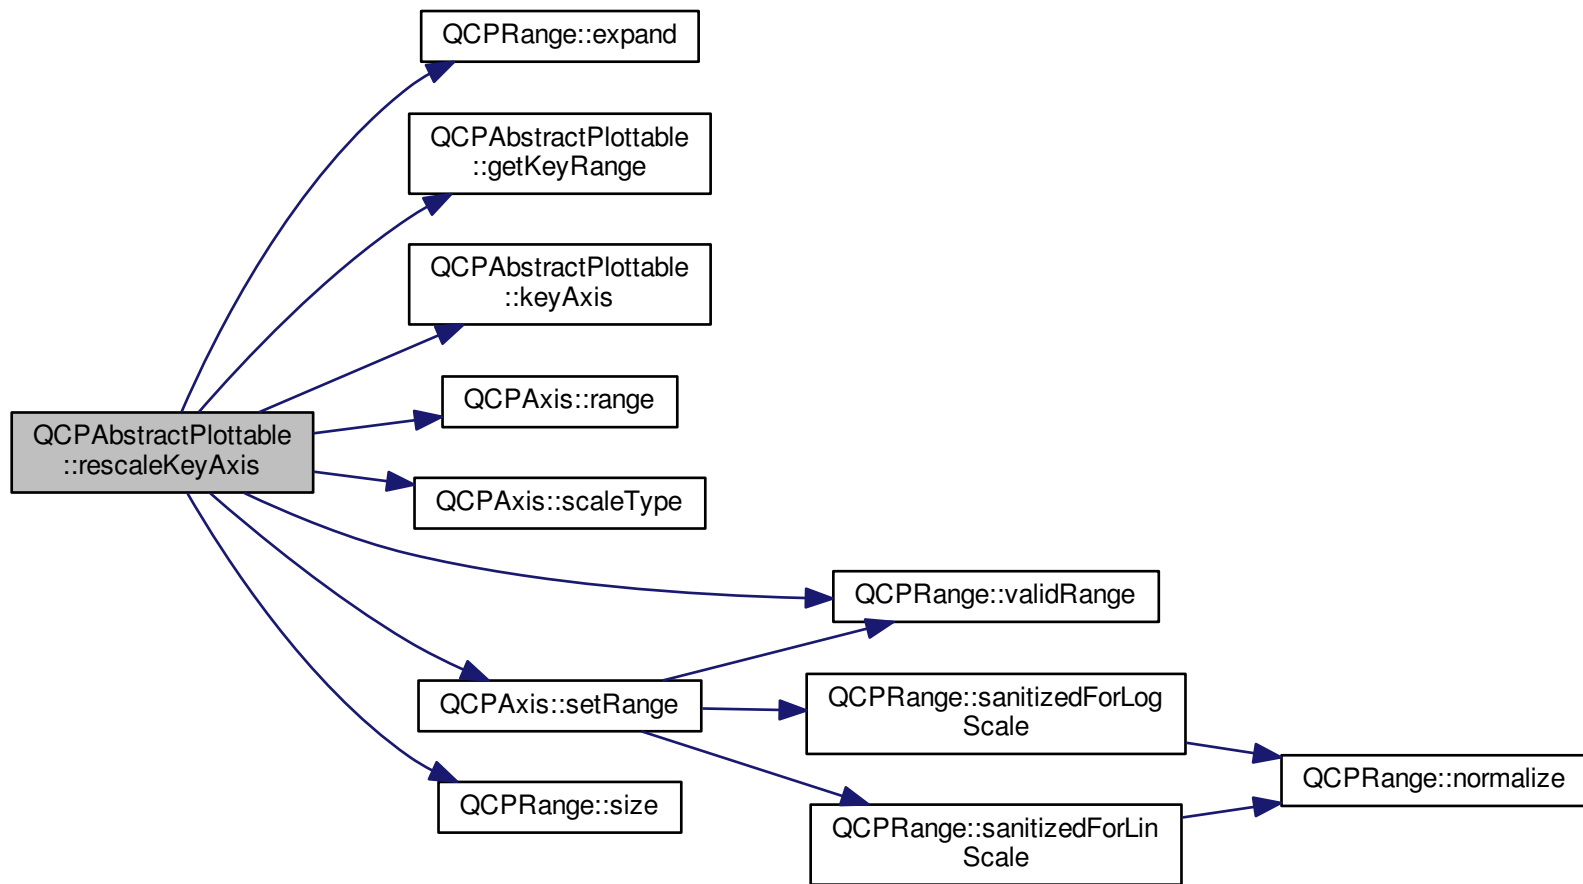 QCPRange::expand
QCPAbstractPlottable
::getKeyRange
QCPAbstractPlottable
::keyAxis
QCPAxis::range
QCPAbstractPlottable
::rescaleKeyAxis
QCPAxis::scaleType
QCPRange::validRange
QCPAxis::setRange
QCPRange::sanitizedForLog
Scale
QCPRange::normalize
QCPRange::size
QCPRange::sanitizedForLin
Scale